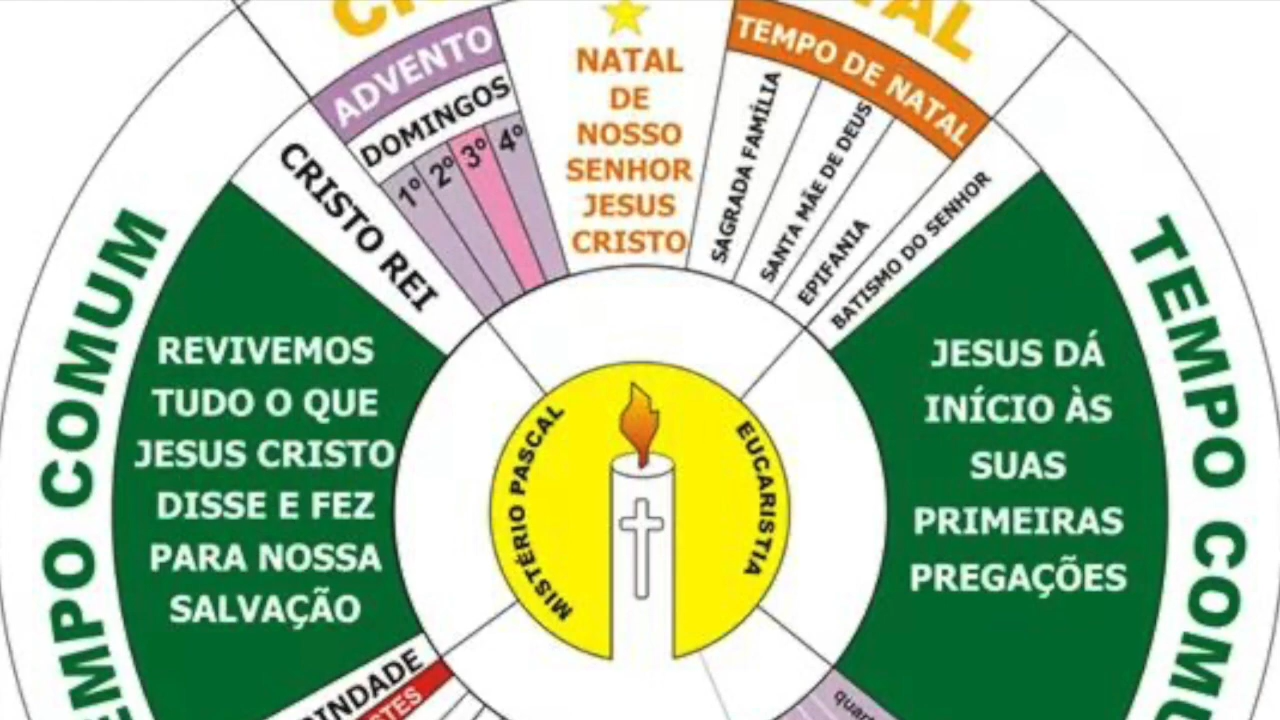 ADVENTO
DOMINGOS
1º 2º 3º 4º
NATAL
DE
NOSSO
SENHOR
JESUS
CRISTO
TEMPO DE NATAL
SAGRADA FAMÍLIA
SANTA MÃE DE DEUS
EPIFANIA
BATISMO DO SENHOR
CRISTO REI
TEMPO COMUM
REVIVEMOS
TUDO O QUE
JESUS CRISTO
DISSE E FEZ
PARA NOSSA
SALVAÇÃO
MISTÉRIO PASCAL
EUCARISTIA
JESUS DÁ
INÍCIO ÀS
SUAS
PRIMEIRAS
PREGAÇÕES